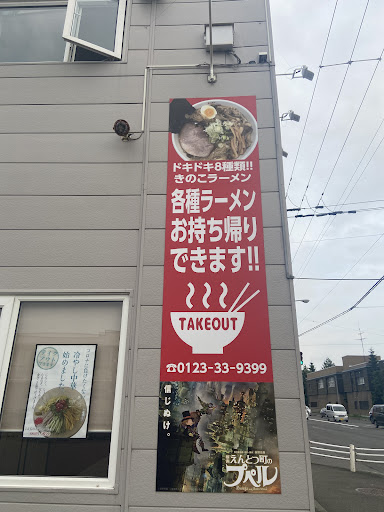 ドキドキ8種類!!
きのこラーメン
各種ラーメン
お持ち帰り
できます!!
TAKEOUT
☎0123-33-9399
信じぬけ。
えんとつ町の
プペル
冷やし中華
始めました